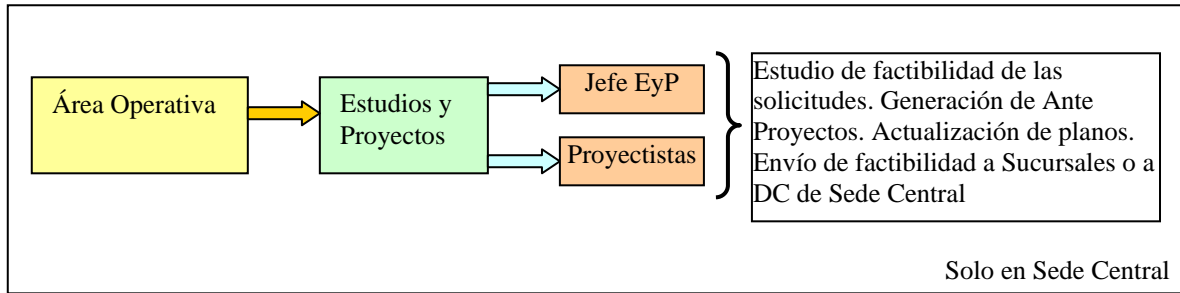 Área Operativa
Estudios y
Proyectos
Jefe EyP
Proyectistas
Estudio de factibilidad de las
solicitudes. Generación de Ante
Proyectos. Actualización de planos.
Envío de factibilidad a Sucursales o a
DC de Sede Central
Solo en Sede Central